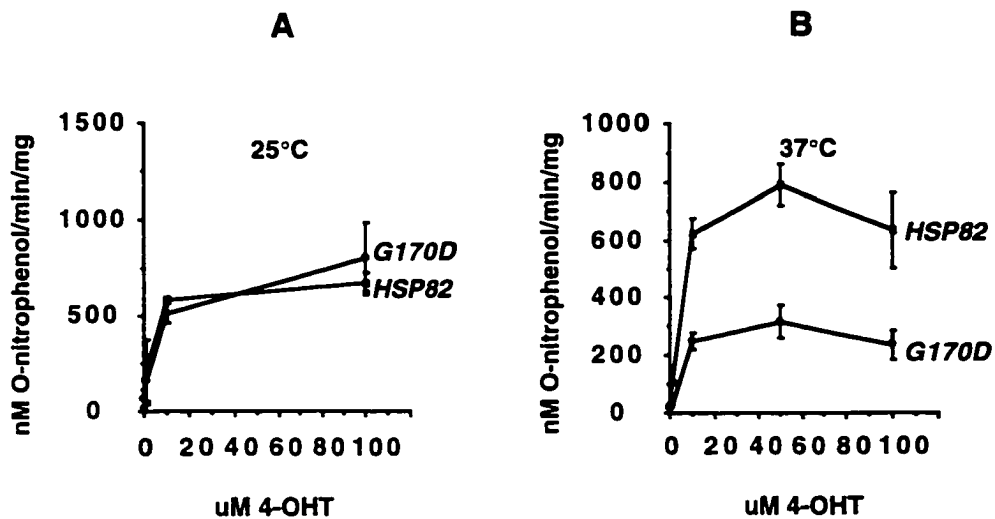 A
B
nM O-nitrophenol/min/mg
1500
1000
500
0
25°C
G170D
HSP82
0 20 40 60 80 100
uM 4-OHT
nM O-nitrophenol/min/mg
1000
800
600
400
200
0
37°C
HSP82
G170D
0 20 40 60 80 100
uM 4-OHT